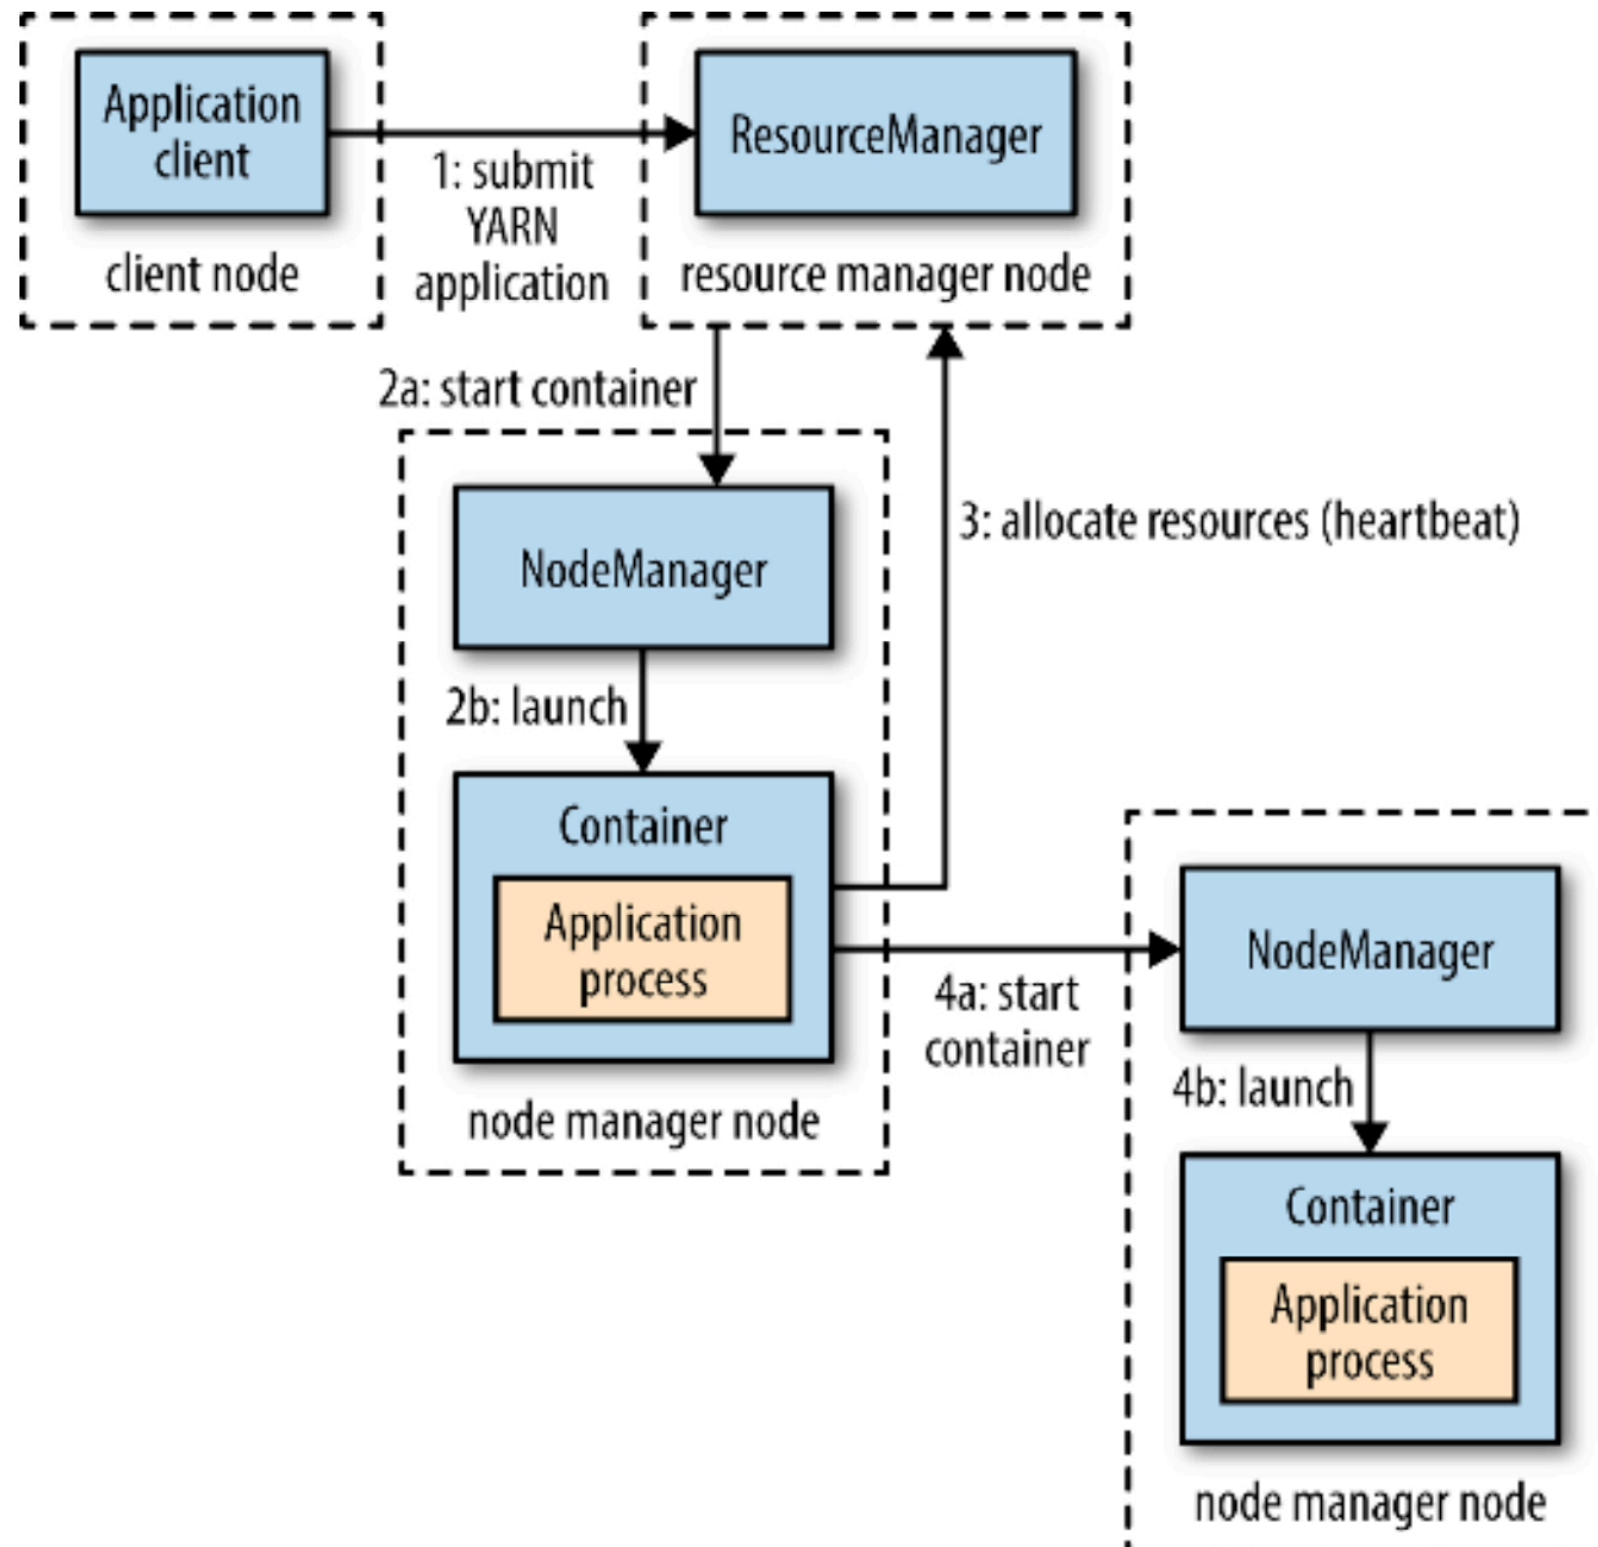 Application
client
client node
1: submit
YARN
application
ResourceManager
resource manager node
2a: start container
3: allocate resources (heartbeat)
NodeManager
2b: launch
Container
Application
process
node manager node
4a: start
container
NodeManager
4b: launch
Container
Application
process
node manager node